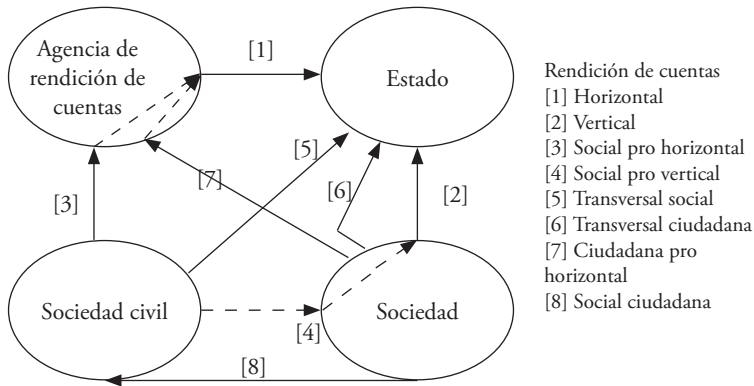 Agencia de
rendición de
cuentas
[1]
Estado
[5]
[7]
[6]
[3]
[2]
Sociedad civil
[4]
Sociedad
[8]
Rendición de cuentas
[1] Horizontal
[2] Vertical
[3] Social pro horizontal
[4] Social pro vertical
[5] Transversal social
[6] Transversal ciudadana
[7] Ciudadana pro
horizontal
[8] Social ciudadana